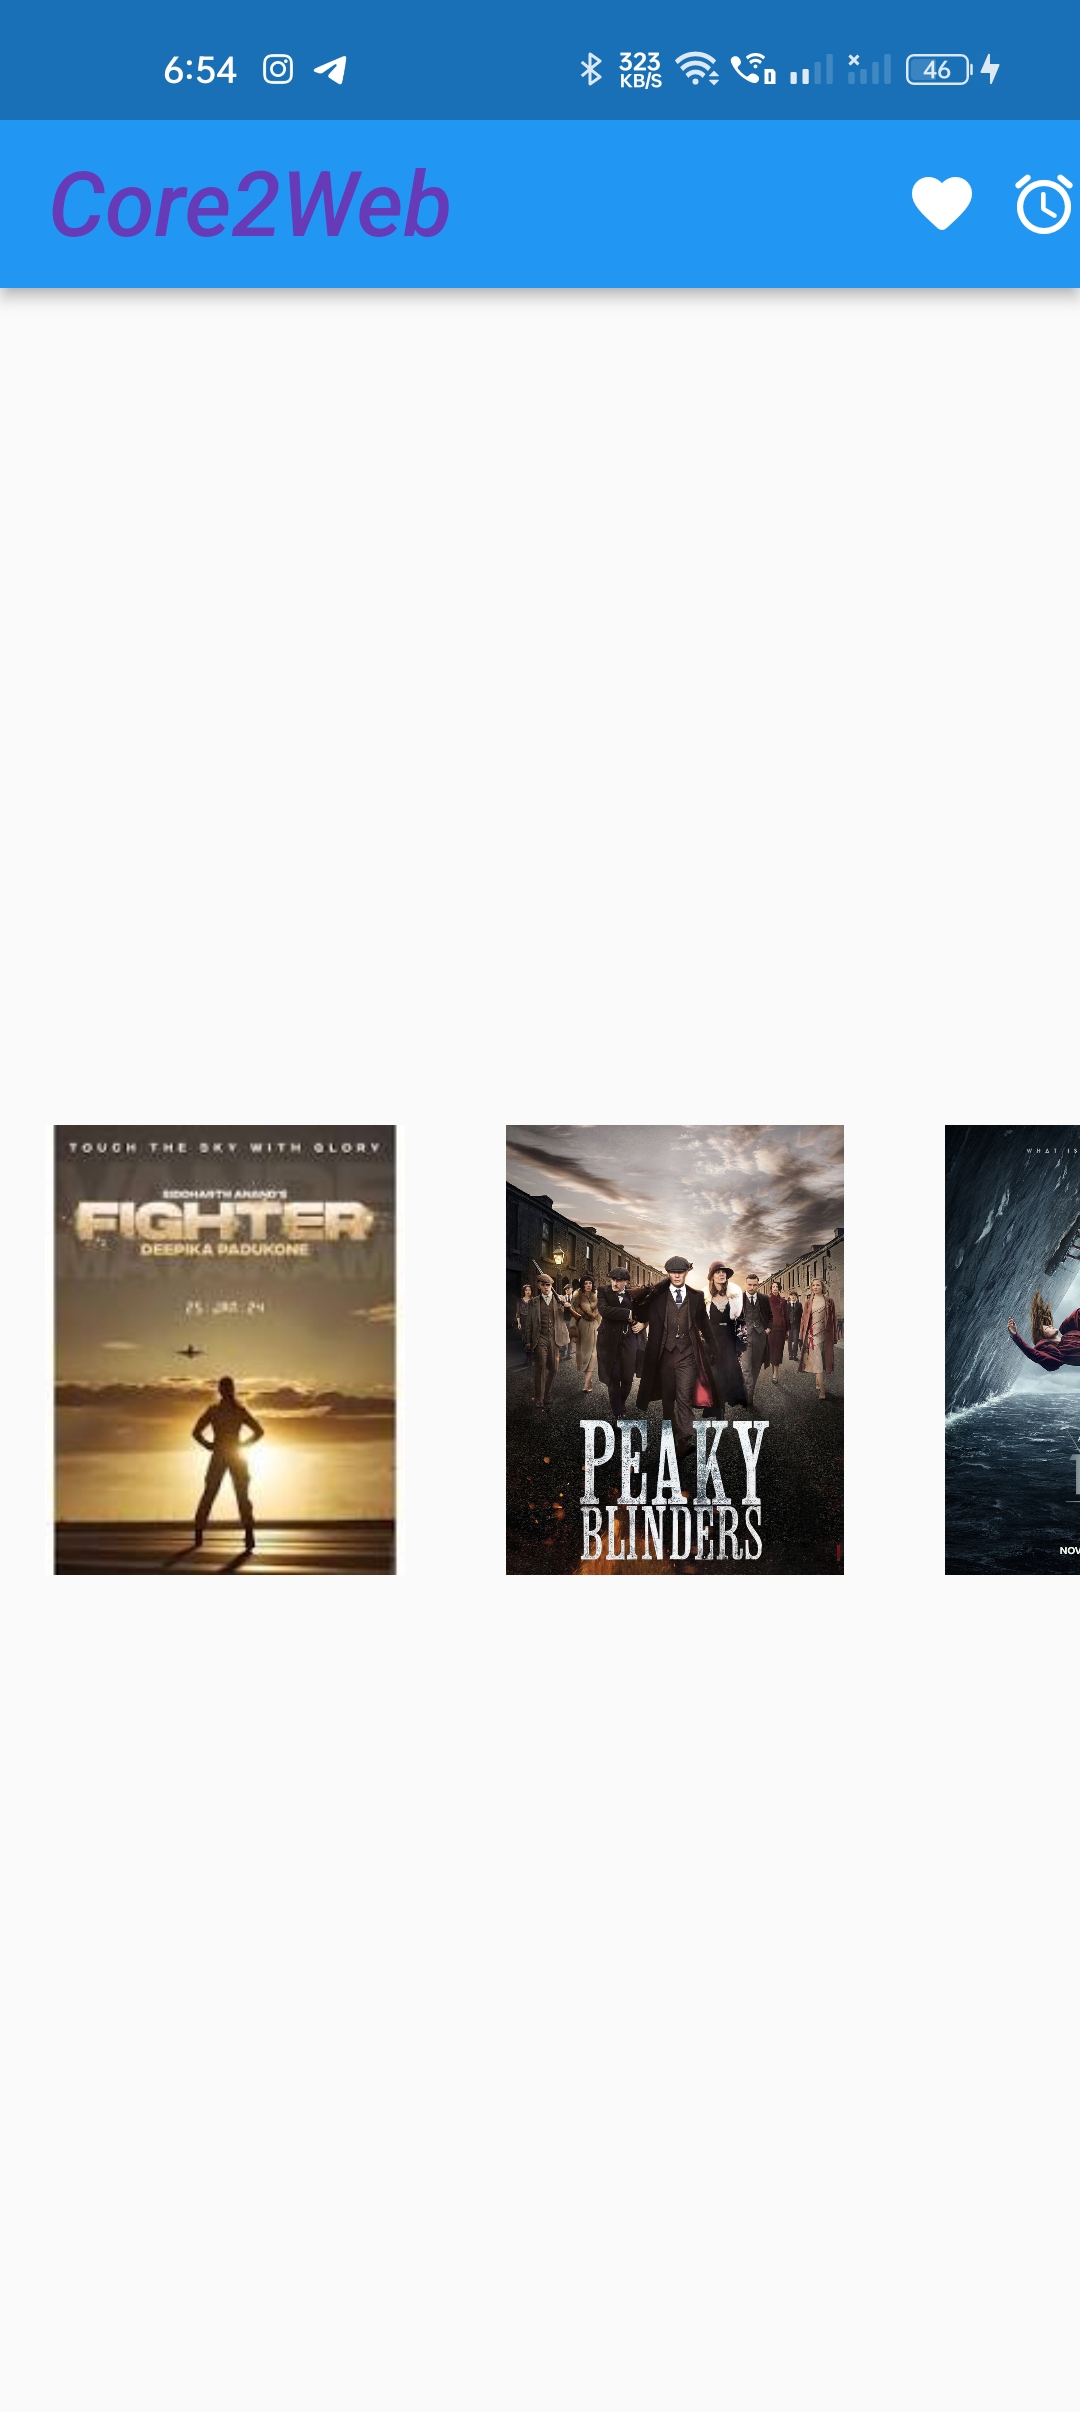 6:54
323 KB/S
46
Core2Web
TOUCH THE SKY WITH GLORY
SIDDHARTH ANAND'S
FIGHTER
DEEPIKA PADUKONE
25 JAN 24
PEAKY
BLINDERS
WHAT IS
NOV